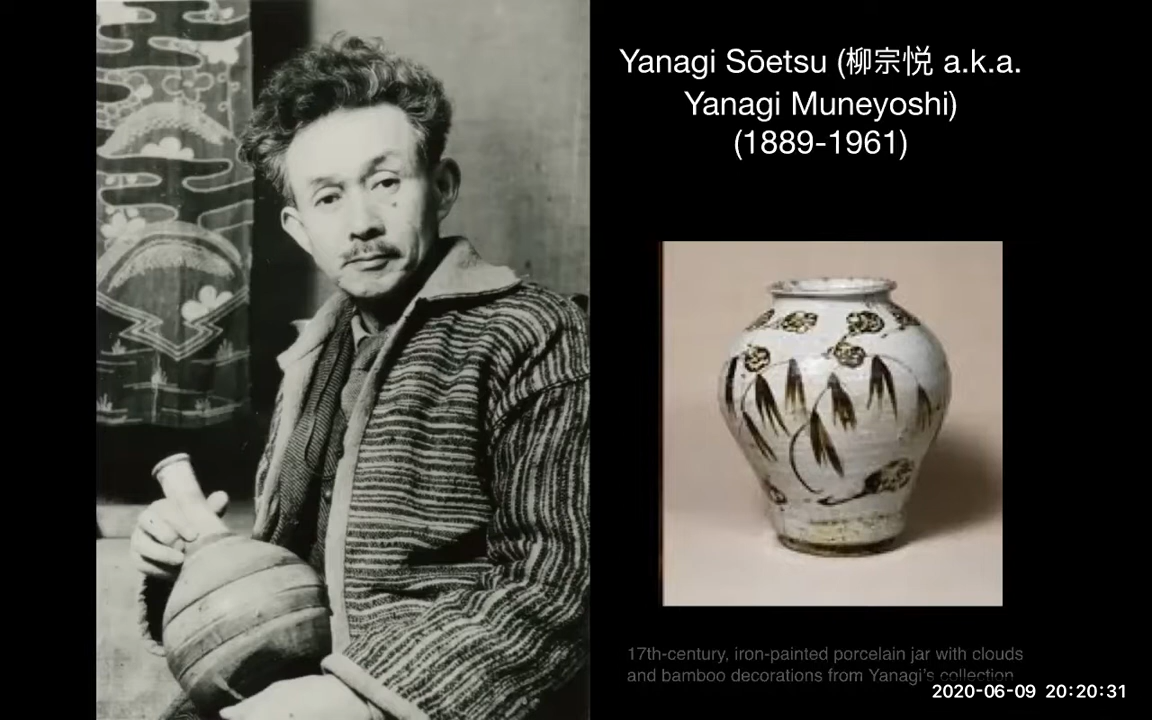 Yanagi Sōetsu (柳宗悦 a.k.a.
Yanagi Muneyoshi)
(1889-1961)
17th-century, iron-painted porcelain jar with clouds
and bamboo decorations from Yanagi's collection
2020-06-09 20:20:31